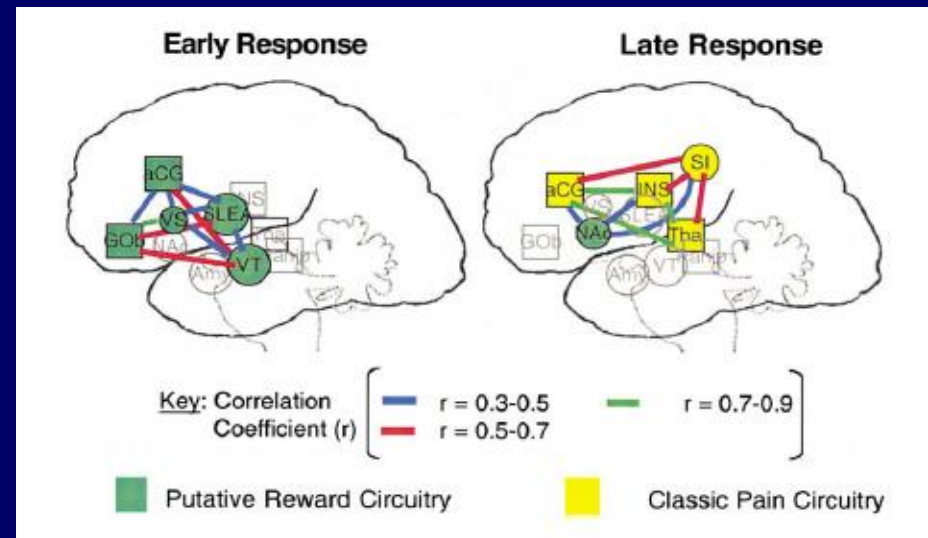 Early Response
aCG
INS
VS
SLEA
GOb
NAc
VT
Amy
Late Response
SI
aCG
INS
VS
SLEA
GOb
NAc
Tha
VT
Amy
Key: Correlation
Coefficient (r)
r = 0.3-0.5
r = 0.5-0.7
r = 0.7-0.9
Putative Reward Circuitry
Classic Pain Circuitry